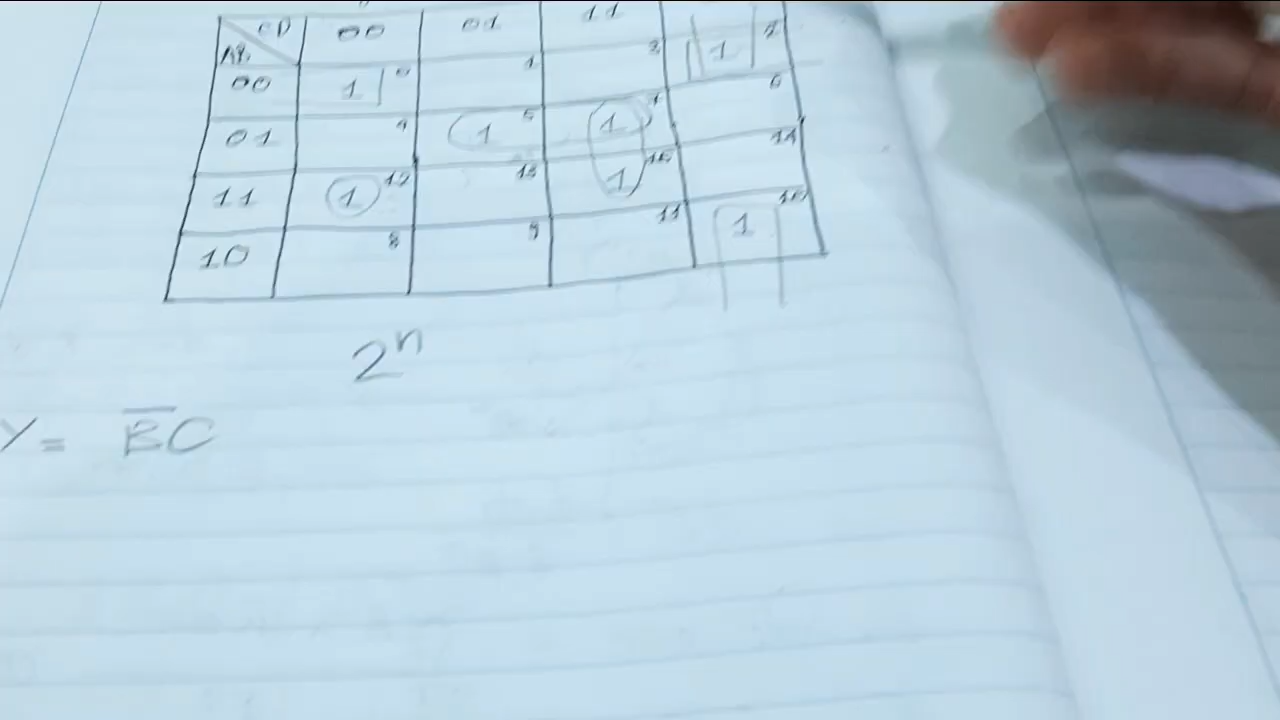 CD 00 01 11
AB
00 1 0 1 3 1 2
01 4 1 5 1 7 6
11 1 12 13 1 15 14
10 8 9 11 1 10
2ⁿ
Y = B̅C